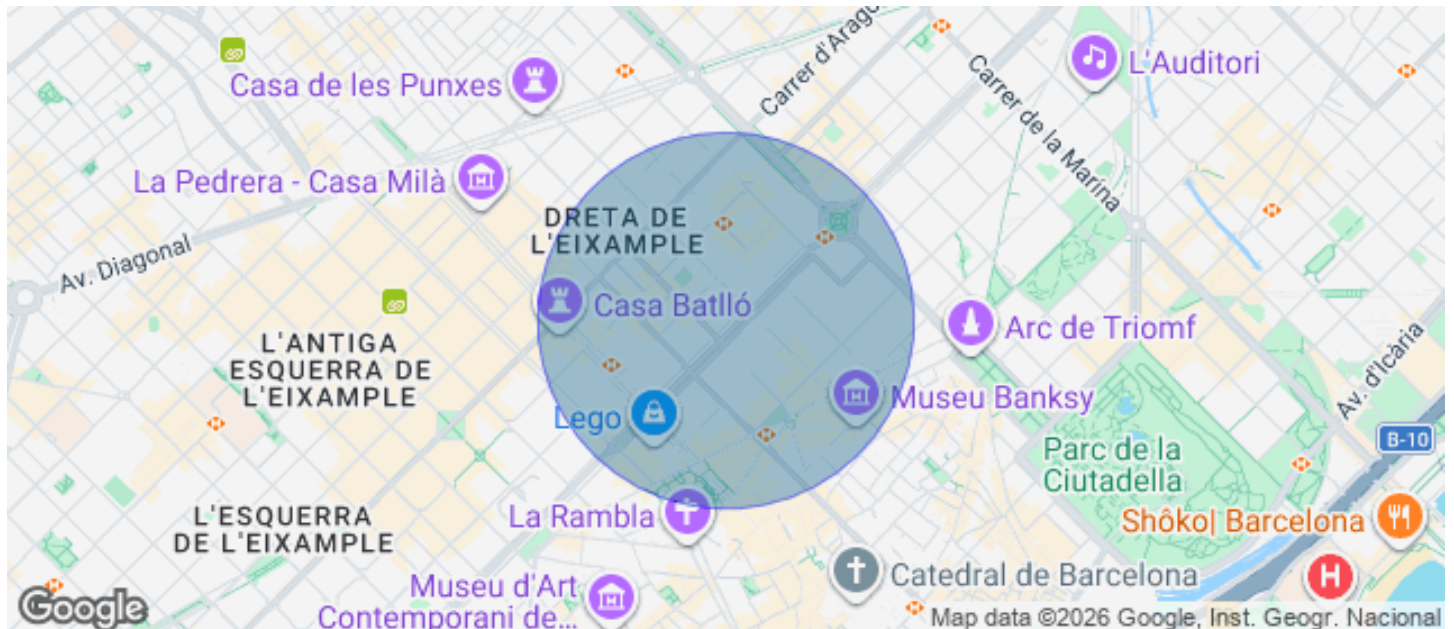 Carrer d'Arago
L'Auditori
Casa de les Punxes
Carrer de la Marina
La Pedrera - Casa Milà
DRETA DE
L'EIXAMPLE
Av. Diagonal
Casa Batlló
Arc de Triomf
L'ANTIGA
ESQUERRA DE
L'EIXAMPLE
Av. d'Icària
Museu Banksy
Lego
B-10
Parc de la
Ciutadella
L'ESQUERRA
DE L'EIXAMPLE
La Rambla
Shôko| Barcelona
Catedral de Barcelona
H
Museu d'Art
Contemporani de...
Google
Map data ©2026 Google, Inst. Geogr. Nacional